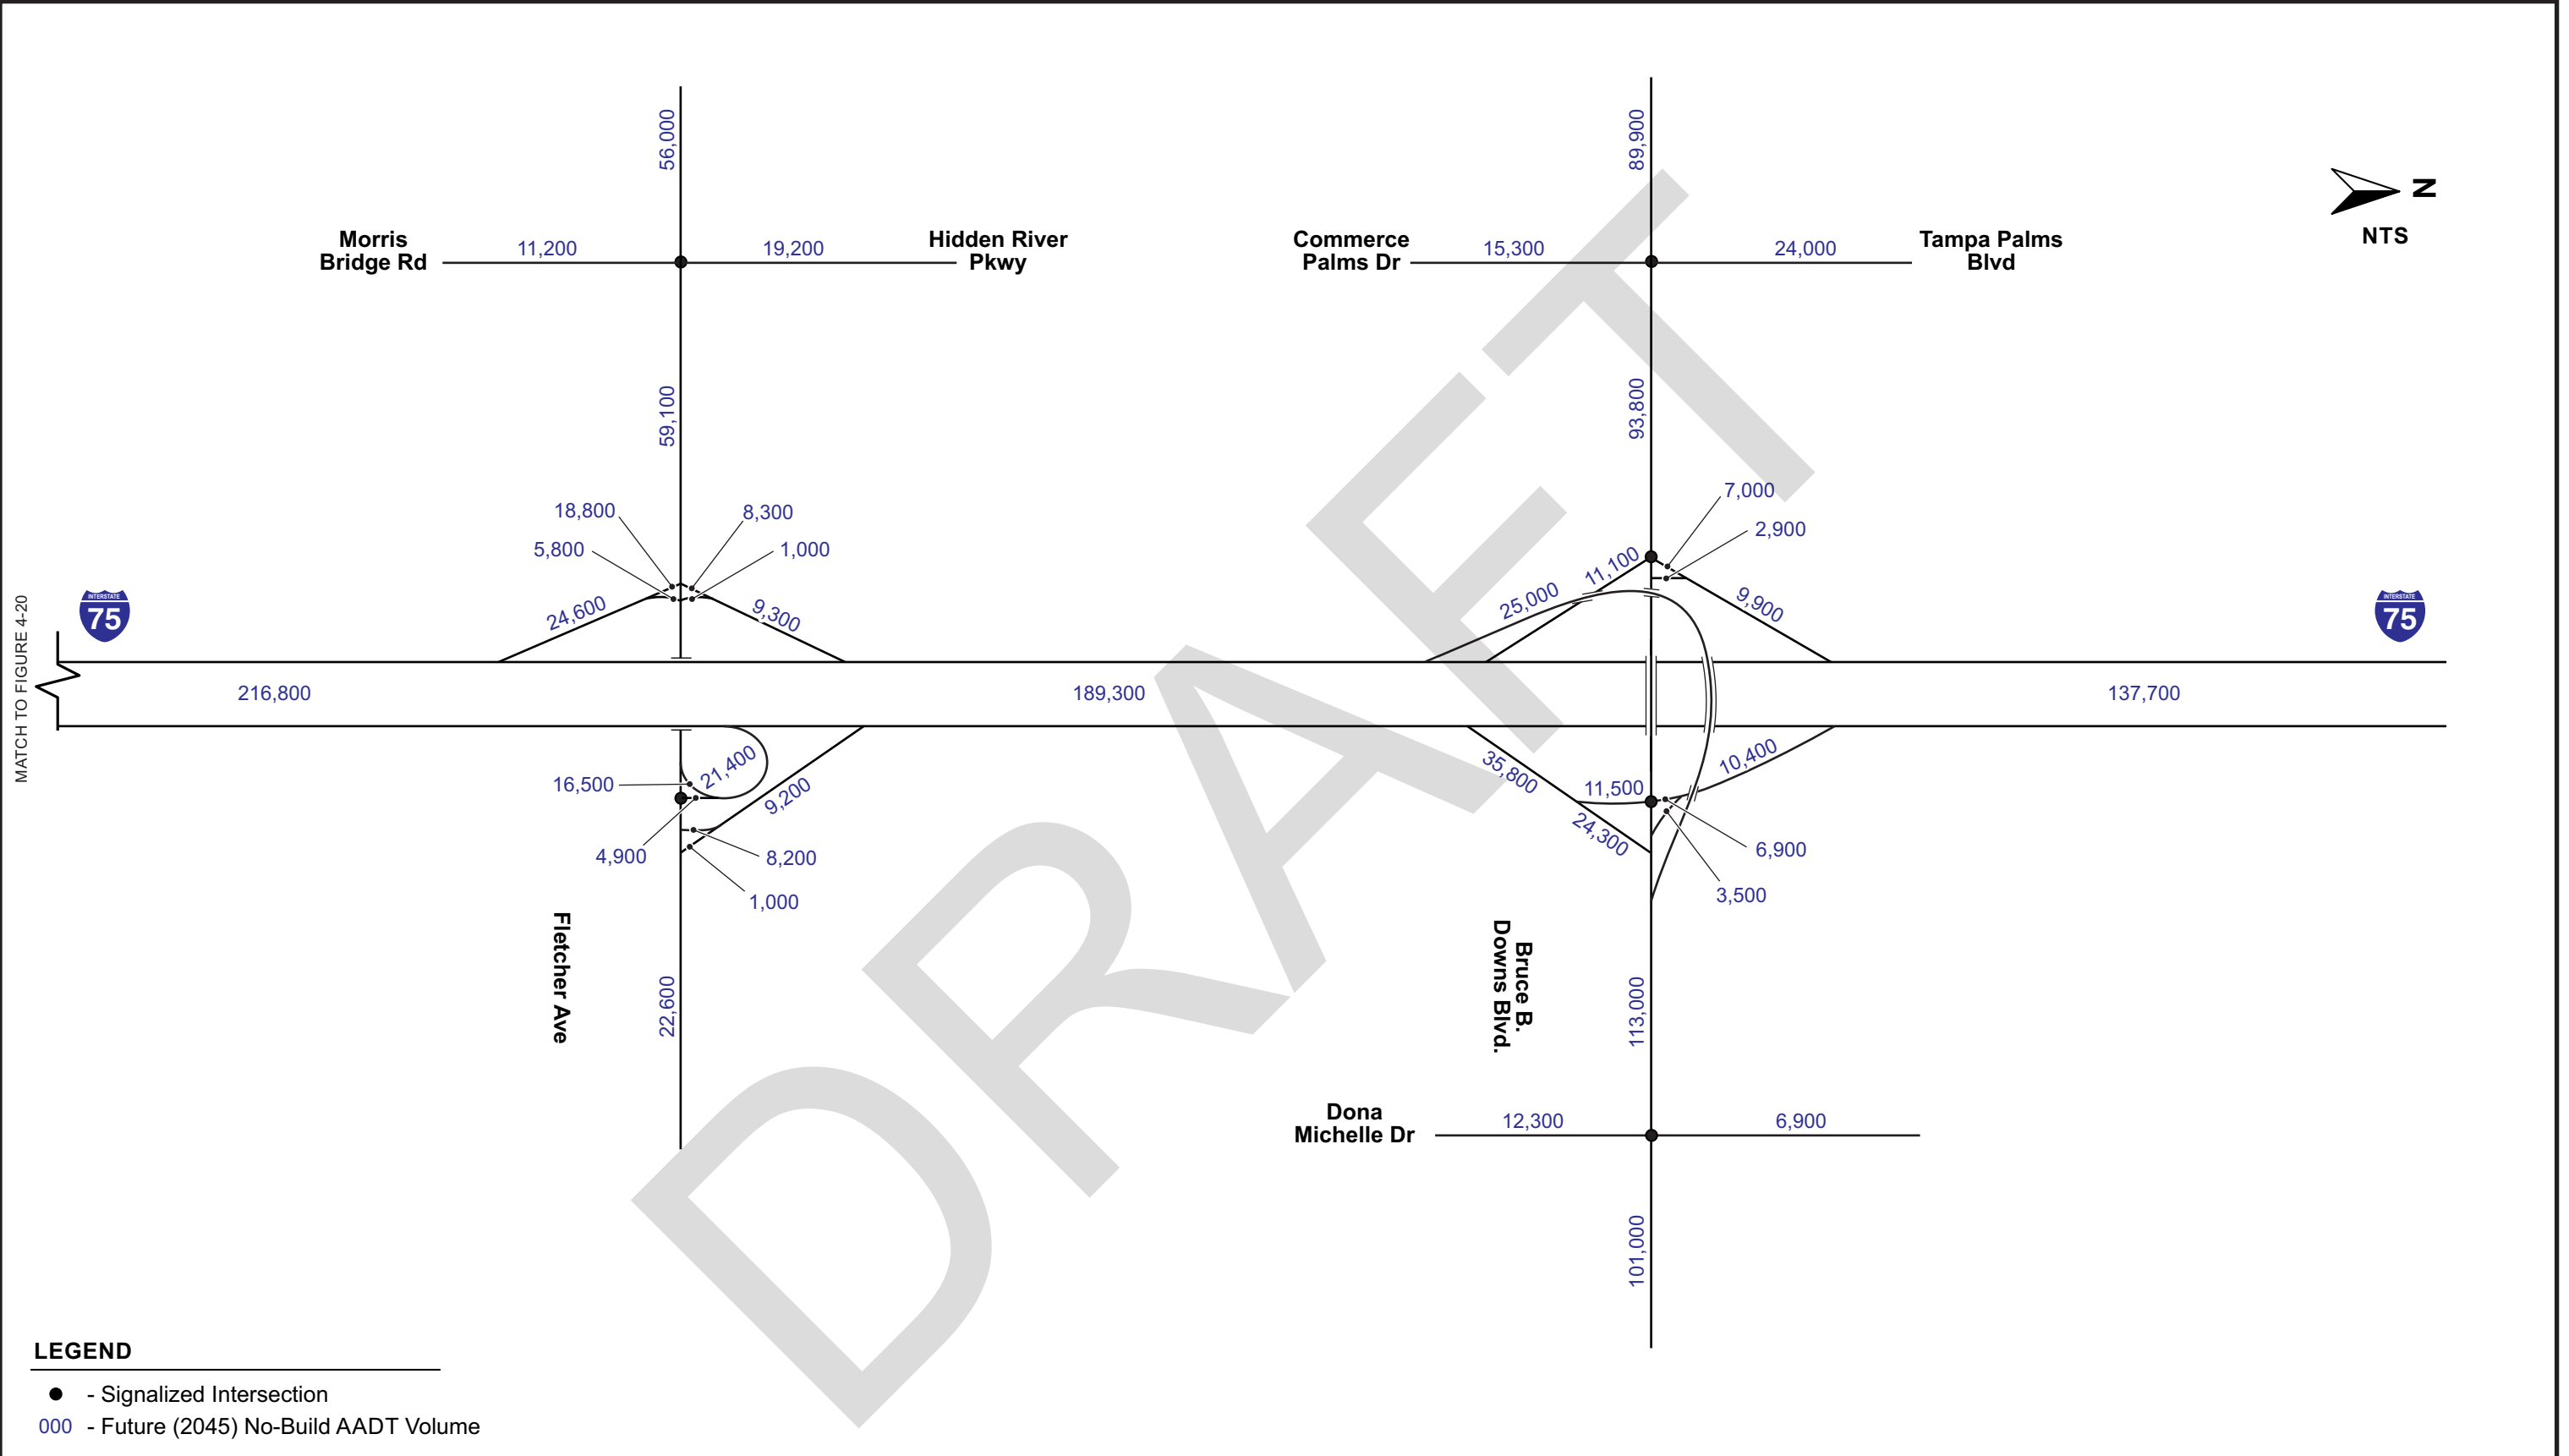 56,000
89,900
N
NTS
Morris
Bridge Rd
11,200
19,200
Hidden River
Pkwy
Commerce
Palms Dr
15,300
24,000
Tampa Palms
Blvd
59,100
93,800
18,800
8,300
5,800
1,000
24,600
9,300
7,000
2,900
11,100
25,000
9,900
MATCH TO FIGURE 4-20
INTERSTATE
75
INTERSTATE
75
216,800
189,300
137,700
16,500
21,400
9,200
4,900
8,200
1,000
35,800
11,500
10,400
24,300
6,900
3,500
Fletcher Ave
22,600
Bruce B.
Downs Blvd.
113,000
Dona
Michelle Dr
12,300
6,900
101,000
DRAFT
LEGEND
- Signalized Intersection
000 - Future (2045) No-Build AADT Volume